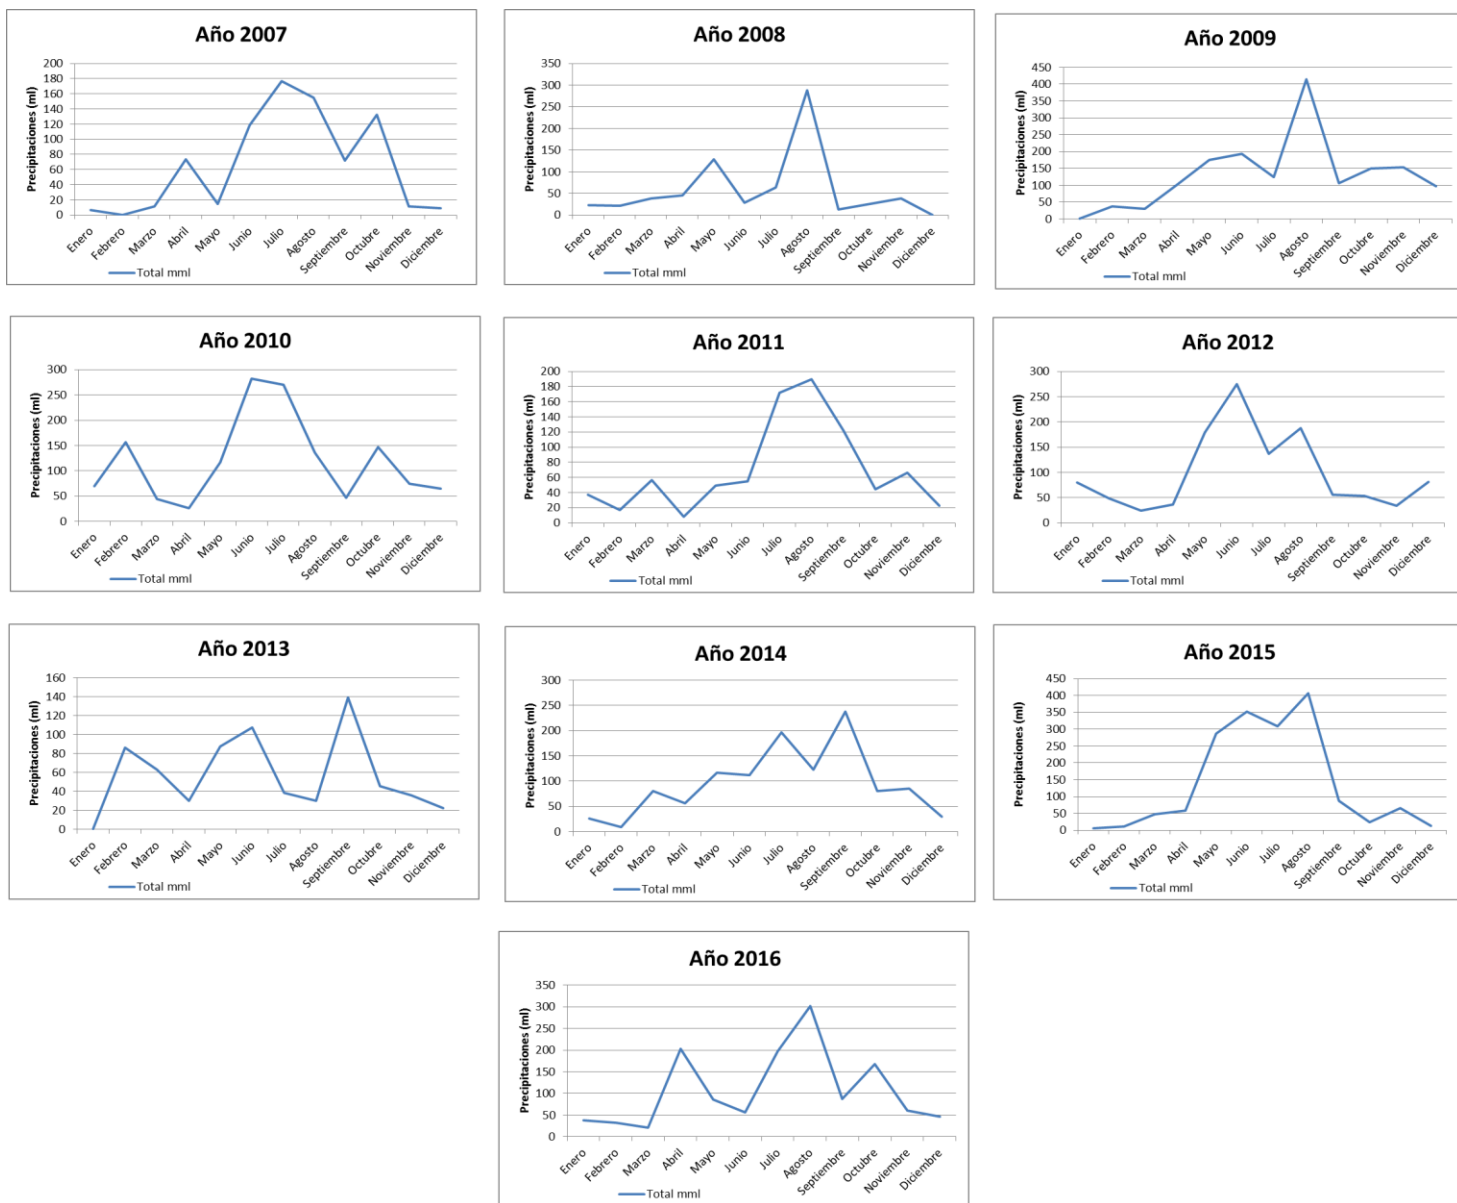 Año 2007
Precipitaciones (ml)
200
180
160
140
120
100
80
60
40
20
0
Enero Febrero Marzo Abril Mayo Junio Julio Agosto Septiembre Octubre Noviembre Diciembre
Total mml
Año 2008
Precipitaciones (ml)
350
300
250
200
150
100
50
0
Enero Febrero Marzo Abril Mayo Junio Julio Agosto Septiembre Octubre Noviembre Diciembre
Total mml
Año 2009
Precipitaciones (ml)
450
400
350
300
250
200
150
100
50
0
Enero Febrero Marzo Abril Mayo Junio Julio Agosto Septiembre Octubre Noviembre Diciembre
Total mml
Año 2010
Precipitaciones (ml)
300
250
200
150
100
50
0
Enero Febrero Marzo Abril Mayo Junio Julio Agosto Septiembre Octubre Noviembre Diciembre
Total mml
Año 2011
Precipitaciones (ml)
200
180
160
140
120
100
80
60
40
20
0
Enero Febrero Marzo Abril Mayo Junio Julio Agosto Septiembre Octubre Noviembre Diciembre
Total mml
Año 2012
Precipitaciones (ml)
300
250
200
150
100
50
0
Enero Febrero Marzo Abril Mayo Junio Julio Agosto Septiembre Octubre Noviembre Diciembre
Total mml
Año 2013
Precipitaciones (ml)
160
140
120
100
80
60
40
20
0
Enero Febrero Marzo Abril Mayo Junio Julio Agosto Septiembre Octubre Noviembre Diciembre
Total mml
Año 2014
Precipitaciones (ml)
300
250
200
150
100
50
0
Enero Febrero Marzo Abril Mayo Junio Julio Agosto Septiembre Octubre Noviembre Diciembre
Total mml
Año 2015
Precipitaciones (ml)
450
400
350
300
250
200
150
100
50
0
Enero Febrero Marzo Abril Mayo Junio Julio Agosto Septiembre Octubre Noviembre Diciembre
Total mml
Año 2016
Precipitaciones (ml)
350
300
250
200
150
100
50
0
Enero Febrero Marzo Abril Mayo Junio Julio Agosto Septiembre Octubre Noviembre Diciembre
Total mml